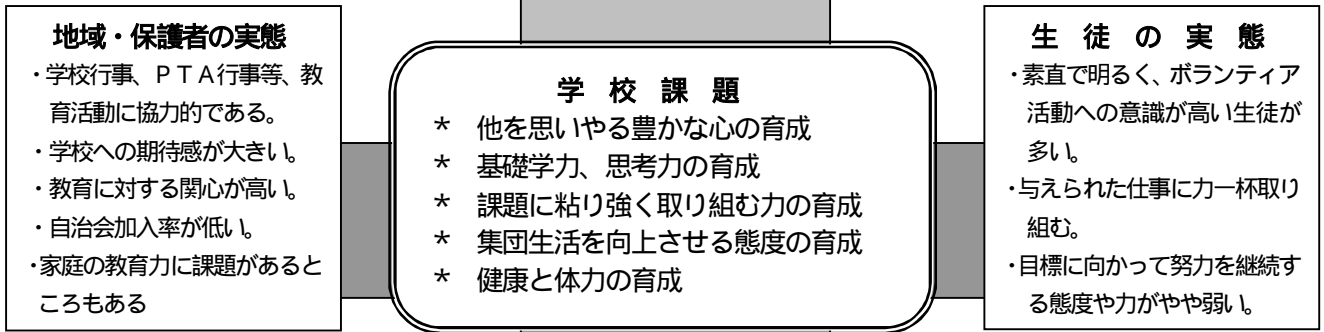 地域・保護者の実態
・学校行事、ＰＴＡ行事等、教
育活動に協力的である。
・学校への期待感が大きい。
・教育に対する関心が高い。
・自治会加入率が低い。
・家庭の教育力に課題があると
ころもある
学 校 課 題
＊ 他を思いやる豊かな心の育成
＊ 基礎学力、思考力の育成
＊ 課題に粘り強く取り組む力の育成
＊ 集団生活を向上させる態度の育成
＊ 健康と体力の育成
生 徒 の 実 態
・素直で明るく、ボランティア
活動への意識が高い生徒が
多い。
・与えられた仕事に力一杯取り
組む。
・目標に向かって努力を継続す
る態度や力がやや弱い。